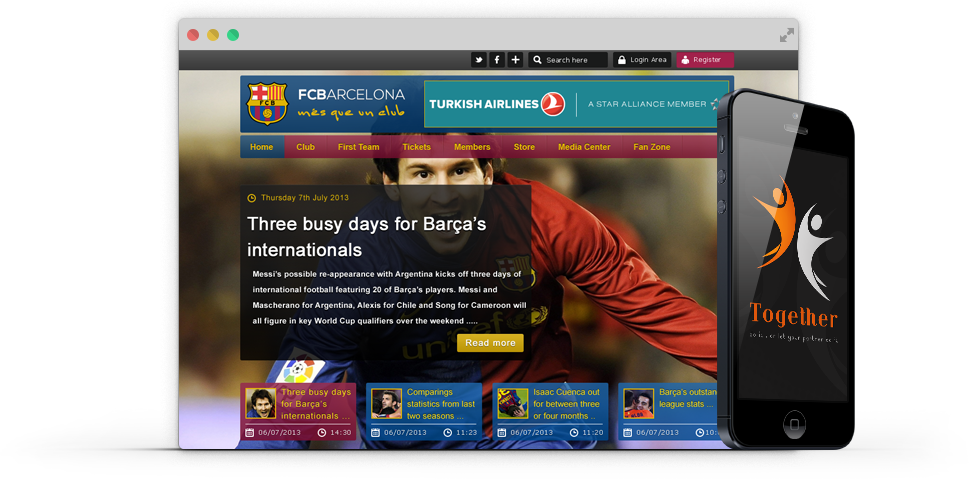 Search here
Login Area
Register
FCBARCELONA
més que un club
TURKISH AIRLINES
A STAR ALLIANCE MEMBER
Home
Club
First Team
Tickets
Members
Store
Media Center
Fan Zone
Thursday 7th July 2013
Three busy days for Barça's
internationals
Messi's possible re-appearance with Argentina kicks off three days of
international football featuring 20 of Barça's players. Messi and
Mascherano for Argentina, Alexis for Chile and Song for Cameroon will
all figure in key World Cup qualifiers over the weekend .....
Read more
unicef
Three busy days
for Barça's
internationals ...
06/07/2013
14:30
Comparings
statistics from last
two seasons ...
06/07/2013
11:23
Isaac Cuenca out
for between three
or four months ..
06/07/2013
11:20
Barça's outstan
league stats ...
06/07/2013
10:
Together